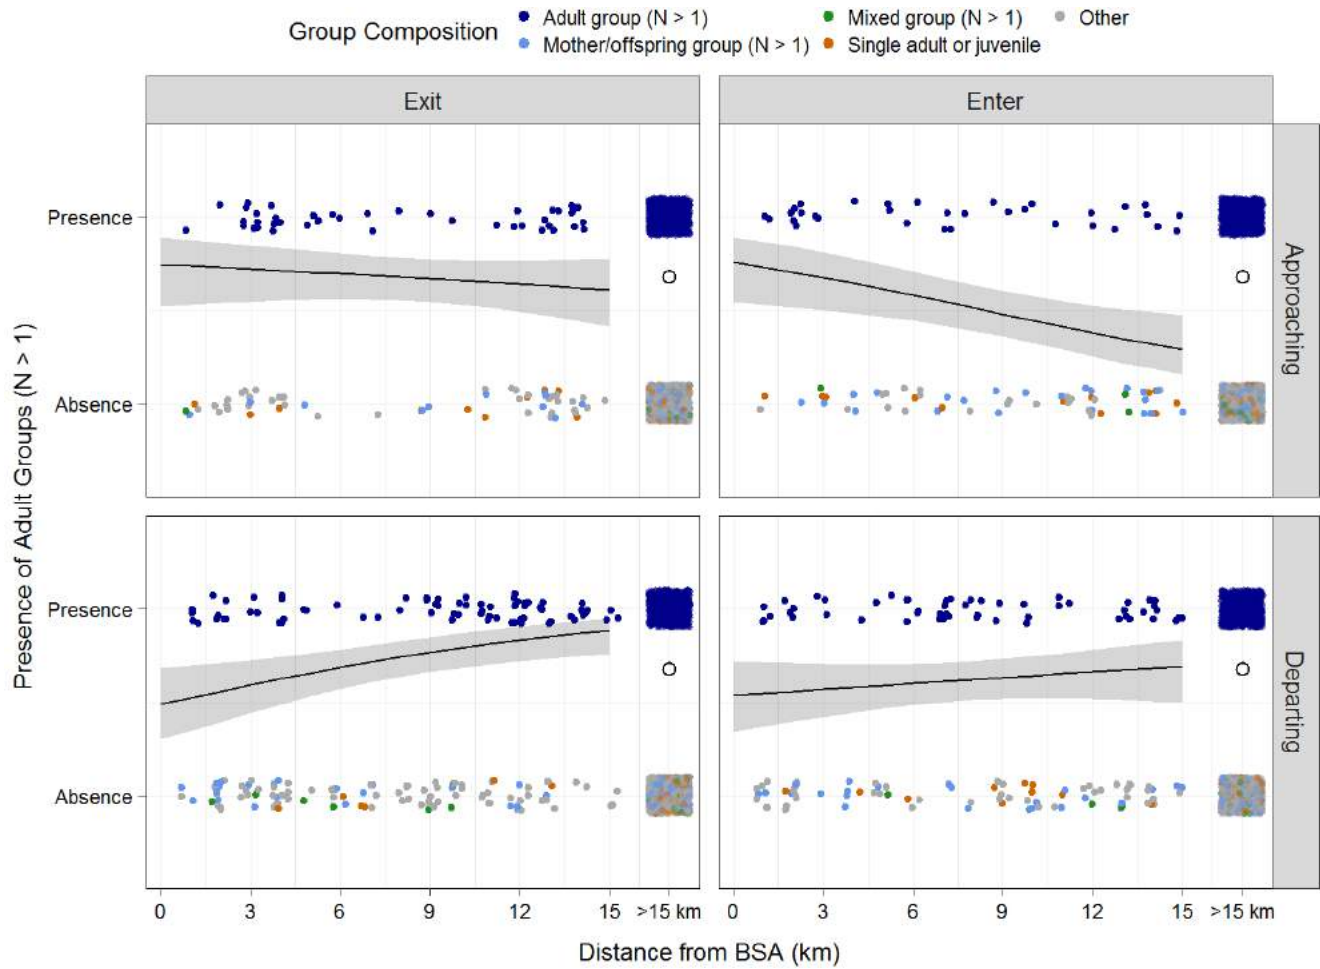 Group Composition
Adult group (N > 1)
Mother/offspring group (N > 1)
Mixed group (N > 1)
Single adult or juvenile
Other
Exit
Enter
Presence of Adult Groups (N > 1)
Presence
Absence
Approaching
Presence
Absence
Departing
0 3 6 9 12 15 >15 km
0 3 6 9 12 15 >15 km
Distance from BSA (km)